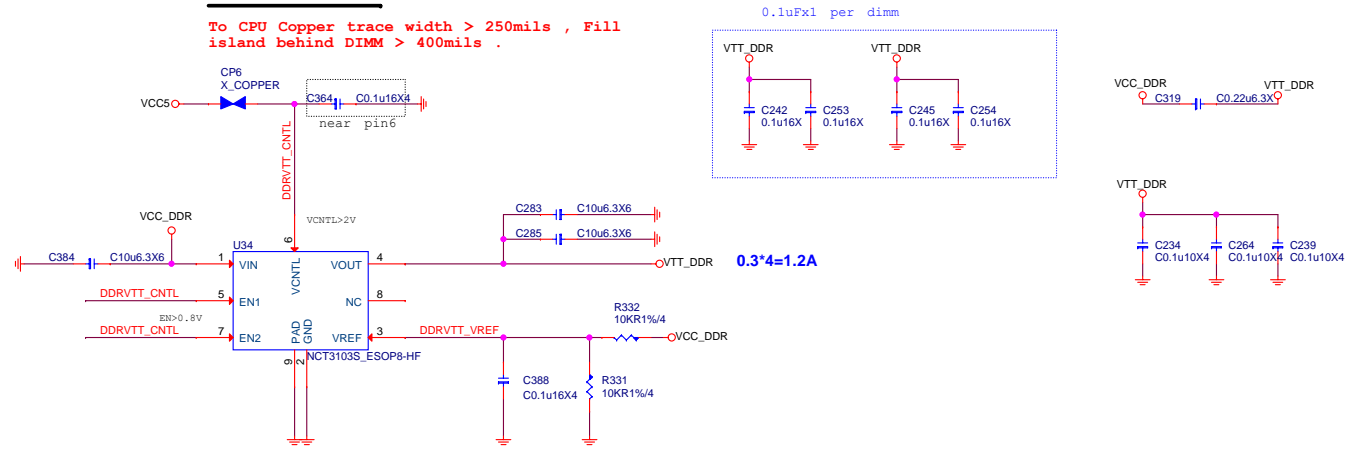 To CPU Copper trace width > 250mils , Fill
island behind DIMM > 400mils .
0.1uFx1 per dimm
CP6
X_COPPER
VCC5
C364
C0.1u16X4
near pin6
DDRVTT_CNTL
VCNTL>2V
VCC_DDR
C384
C10u6.3X6
U34
6
1
VIN
VCNTL
VOUT
4
5
EN1
NC
8
7
EN2
PAD
GND
VREF
3
9
2
DDRVTT_CNTL
EN>0.8V
DDRVTT_CNTL
NCT3103S_ESOP8-HF
C283
C10u6.3X6
C285
C10u6.3X6
VTT_DDR
0.3*4=1.2A
DDRVTT_VREF
R332
10KR1%/4
VCC_DDR
C388
C0.1u16X4
R331
10KR1%/4
VTT_DDR
C242
0.1u16X
C253
0.1u16X
VTT_DDR
C245
0.1u16X
C254
0.1u16X
VCC_DDR
C319
C0.22u6.3X
VTT_DDR
VTT_DDR
C234
C0.1u10X4
C264
C0.1u10X4
C239
C0.1u10X4